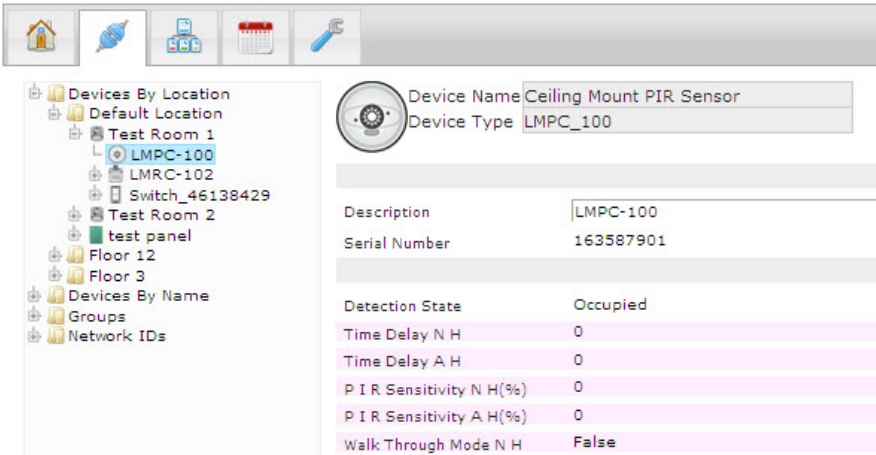 Devices By Location
Default Location
Test Room 1
LMPC-100
LMRC-102
Switch_46138429
Test Room 2
test panel
Floor 12
Floor 3
Devices By Name
Groups
Network IDs
Device Name Ceiling Mount PIR Sensor
Device Type LMPC_100
Description LMPC-100
Serial Number 163587901
Detection State Occupied
Time Delay N H 0
Time Delay A H 0
P I R Sensitivity N H(%) 0
P I R Sensitivity A H(%) 0
Walk Through Mode N H False